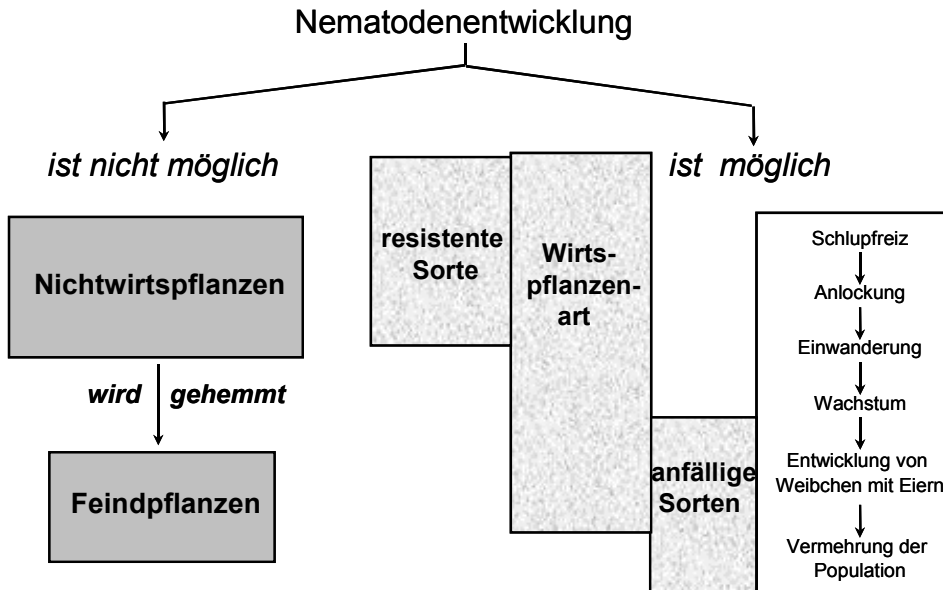 Nematodenentwicklung
ist nicht möglich
ist möglich
Nichtwirtspflanzen
wird gehemmt
Feindpflanzen
resistente
Sorte
Wirts-
pflanzen-
art
anfällige
Sorten
Schlupfreiz
Anlockung
Einwanderung
Wachstum
Entwicklung von
Weibchen mit Eiern
Vermehrung der
Population